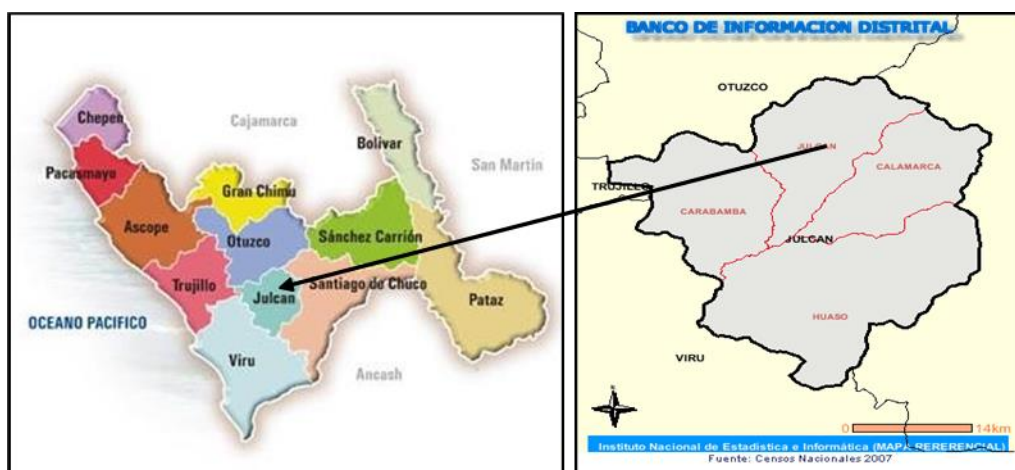 Chepen
Cajamarca
Bolivar
San Martin
Pacasmayo
Gran Chimu
Ascope
Otuzco
Sánchez Carrión
Trujillo
Julcan
Santiago de Chuco
Pataz
OCEANO PACIFICO
Viru
Ancash
BANCO DE INFORMACION DISTRITAL
OTUZCO
JULCAN
CALAMARCA
TRUJILLO
CARABAMBA
JULCAN
HUASO
VIRU
N
0 14km
Instituto Nacional de Estadística e Informática (MAPA RERERENCIAL)
Fuente: Censos Nacionales 2007